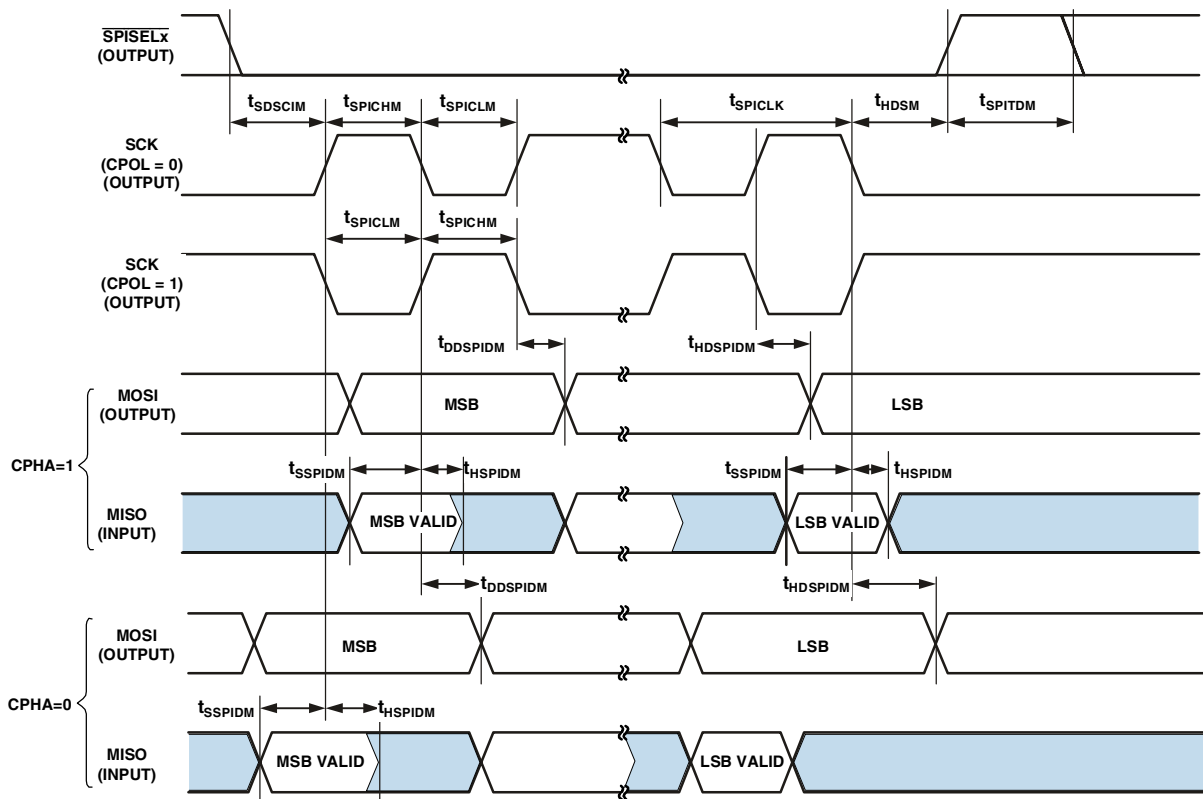 SPISELx
(OUTPUT)
tSDSCIM tSPICHM tSPICLM tSPICLK tHDSM tSPITDM
SCK
(CPOL = 0)
(OUTPUT)
tSPICLM tSPICHM
SCK
(CPOL = 1)
(OUTPUT)
tDDSPIDM tHDSPIDM
CPHA=1
MOSI
(OUTPUT)
MSB LSB
tSSPIDM tHSPIDM tSSPIDM tHSPIDM
MISO
(INPUT)
MSB VALID LSB VALID
tDDSPIDM tHDSPIDM
CPHA=0
MOSI
(OUTPUT)
MSB LSB
tSSPIDM tHSPIDM
MISO
(INPUT)
MSB VALID LSB VALID